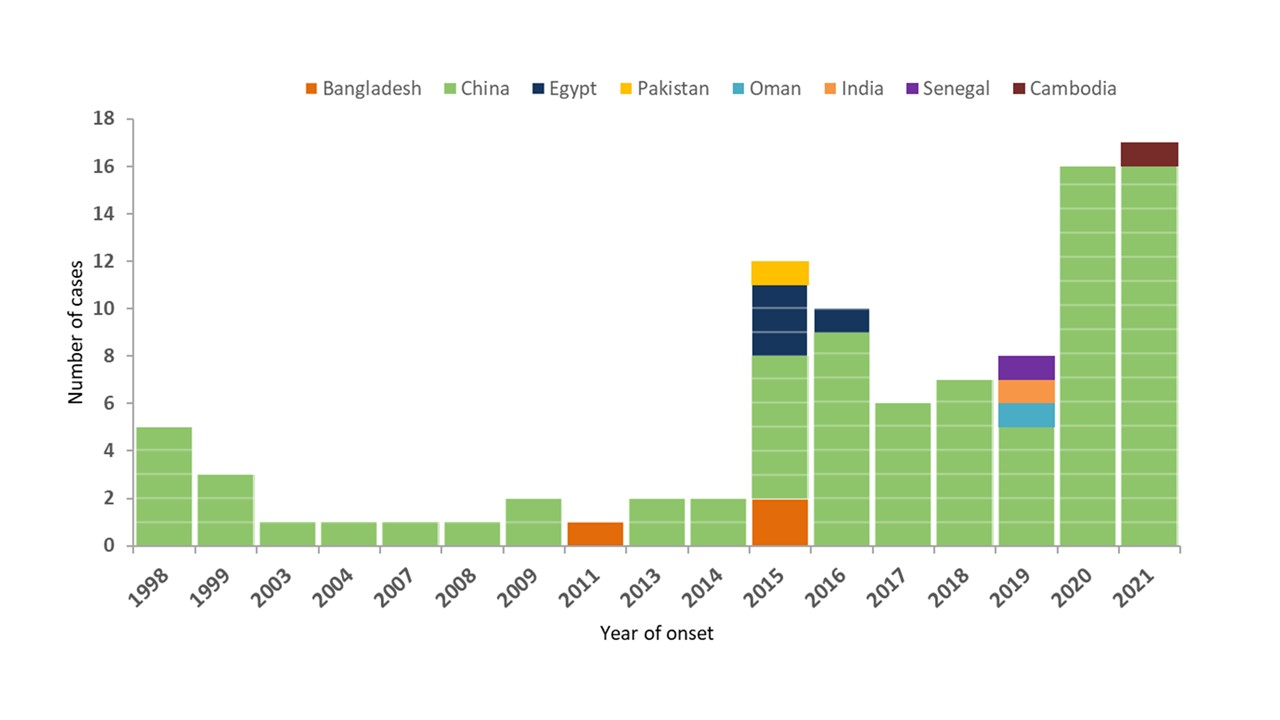 Bangladesh China Egypt Pakistan Oman India Senegal Cambodia
18
16
14
12
10
8
6
4
2
0
Number of cases
1998 1999 2003 2004 2007 2008 2009 2011 2013 2014 2015 2016 2017 2018 2019 2020 2021
Year of onset